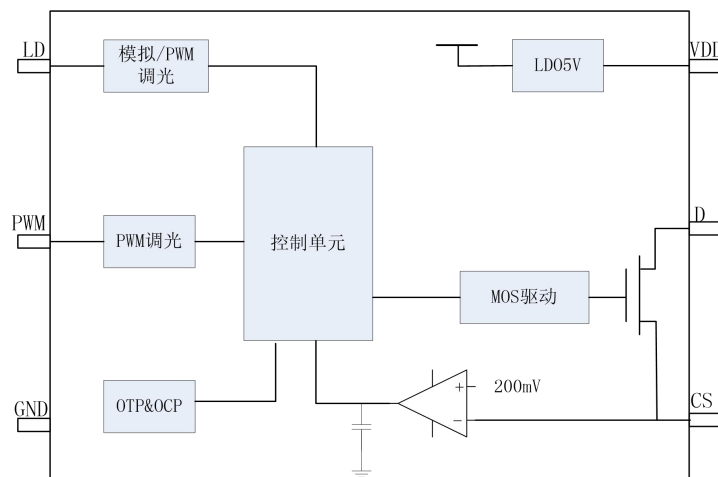 LD
模拟/PWM
调光
LDO5V
VDD
PWM
PWM调光
控制单元
D
MOS驱动
GND
OTP&OCP
+
200mV
−
CS